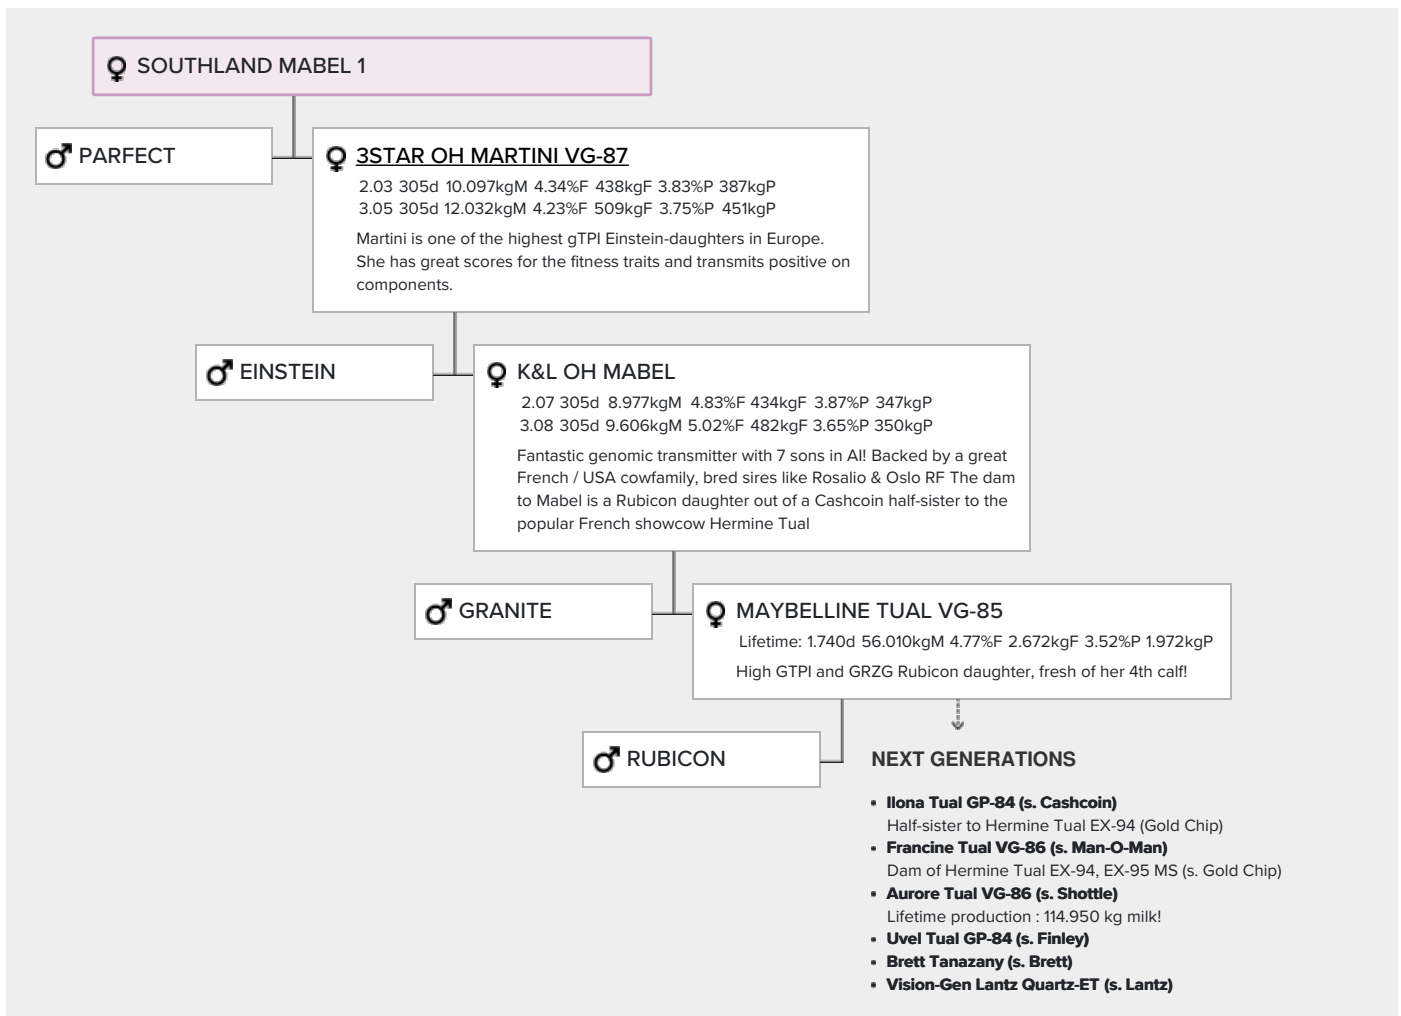 SOUTHLAND MABEL 1
PARFECT
3STAR OH MARTINI VG-87
2.03 305d 10.097kgM 4.34%F 438kgF 3.83%P 387kgP
3.05 305d 12.032kgM 4.23%F 509kgF 3.75%P 451kgP
Martini is one of the highest gTPI Einstein-daughters in Europe.
She has great scores for the fitness traits and transmits positive on
components.
EINSTEIN
K&L OH MABEL
2.07 305d 8.977kgM 4.83%F 434kgF 3.87%P 347kgP
3.08 305d 9.606kgM 5.02%F 482kgF 3.65%P 350kgP
Fantastic genomic transmitter with 7 sons in AI! Backed by a great
French / USA cowfamily, bred sires like Rosalio & Oslo RF The dam
to Mabel is a Rubicon daughter out of a Cashcoin half-sister to the
popular French showcow Hermine Tual
GRANITE
MAYBELLINE TUAL VG-85
Lifetime: 1.740d 56.010kgM 4.77%F 2.672kgF 3.52%P 1.972kgP
High GTPI and GRZG Rubicon daughter, fresh of her 4th calf!
RUBICON
NEXT GENERATIONS
Ilona Tual GP-84 (s. Cashcoin)
Half-sister to Hermine Tual EX-94 (Gold Chip)
Francine Tual VG-86 (s. Man-O-Man)
Dam of Hermine Tual EX-94, EX-95 MS (s. Gold Chip)
Aurore Tual VG-86 (s. Shottle)
Lifetime production : 114.950 kg milk!
Uvel Tual GP-84 (s. Finley)
Brett Tanazany (s. Brett)
Vision-Gen Lantz Quartz-ET (s. Lantz)